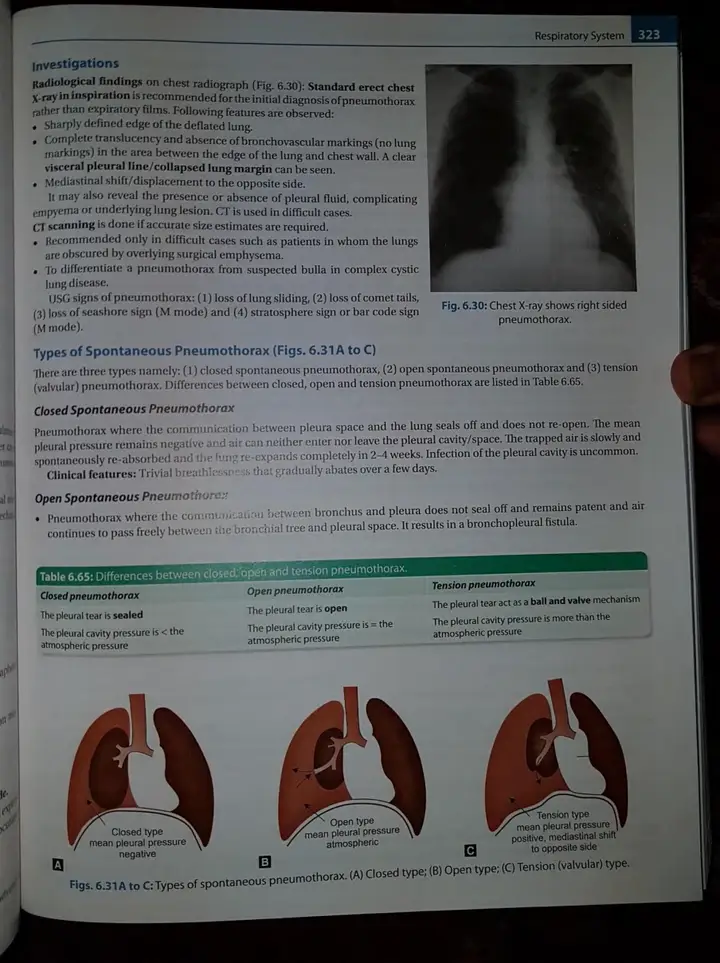 Respiratory System 323
Investigations
Radiological findings on chest radiograph (Fig. 6.30): Standard erect chest
X-ray in inspiration is recommended for the initial diagnosis of pneumothorax
rather than expiratory films. Following features are observed:
• Sharply defined edge of the deflated lung.
• Complete translucency and absence of bronchovascular markings (no lung
markings) in the area between the edge of the lung and chest wall. A clear
visceral pleural line/collapsed lung margin can be seen.
• Mediastinal shift/displacement to the opposite side.
It may also reveal the presence or absence of pleural fluid, complicating
empyema or underlying lung lesion. CT is used in difficult cases.
CT scanning is done if accurate size estimates are required.
• Recommended only in difficult cases such as patients in whom the lungs
are obscured by overlying surgical emphysema.
• To differentiate a pneumothorax from suspected bulla in complex cystic
lung disease.
USG signs of pneumothorax: (1) loss of lung sliding, (2) loss of comet tails,
(3) loss of seashore sign (M mode) and (4) stratosphere sign or bar code sign
(M mode).
Fig. 6.30: Chest X-ray shows right sided
pneumothorax.
Types of Spontaneous Pneumothorax (Figs. 6.31A to C)
There are three types namely: (1) closed spontaneous pneumothorax, (2) open spontaneous pneumothorax and (3) tension
(valvular) pneumothorax. Differences between closed, open and tension pneumothorax are listed in Table 6.65.
Closed Spontaneous Pneumothorax
Pneumothorax where the communication between pleura space and the lung seals off and does not re-open. The mean
pleural pressure remains negative and air can neither enter nor leave the pleural cavity/space. The trapped air is slowly and
spontaneously re-absorbed and the lung re-expands completely in 2–4 weeks. Infection of the pleural cavity is uncommon.
Clinical features: Trivial breathlessness that gradually abates over a few days.
Open Spontaneous Pneumothorax
• Pneumothorax where the communication between bronchus and pleura does not seal off and remains patent and air
continues to pass freely between the bronchial tree and pleural space. It results in a bronchopleural fistula.
Table 6.65: Differences between closed, open and tension pneumothorax.
Closed pneumothorax Open pneumothorax Tension pneumothorax
The pleural tear is sealed The pleural tear is open The pleural tear act as a ball and valve mechanism
The pleural cavity pressure is < the The pleural cavity pressure is = the The pleural cavity pressure is more than the
atmospheric pressure atmospheric pressure atmospheric pressure
Closed type
mean pleural pressure
negative
A
Open type
mean pleural pressure
atmospheric
B
Tension type
mean pleural pressure
positive, mediastinal shift
to opposite side
C
Figs. 6.31A to C: Types of spontaneous pneumothorax. (A) Closed type; (B) Open type; (C) Tension (valvular) type.